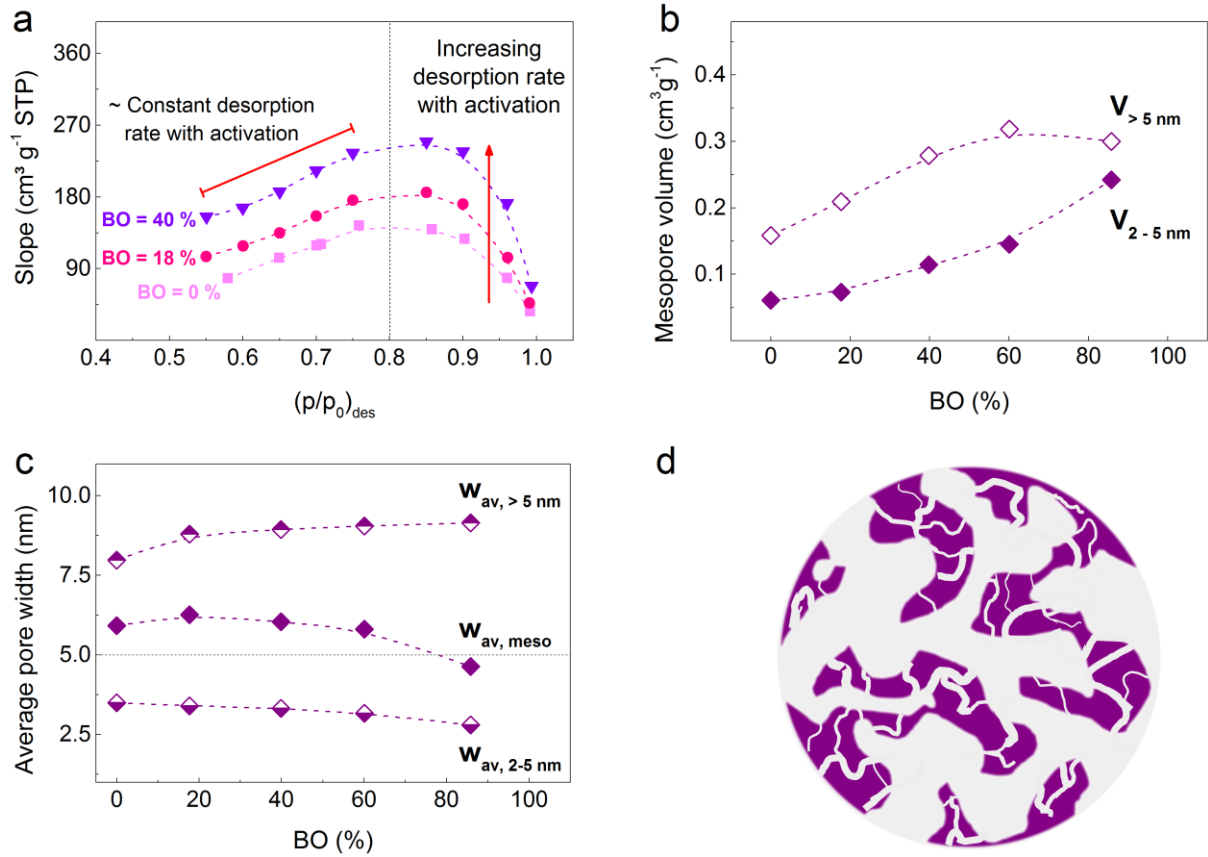 a
360
270
180
90
Slope (cm³ g⁻¹ STP)
~ Constant desorption
rate with activation
Increasing
desorption rate
with activation
BO = 40 %
BO = 18 %
BO = 0 %
0.4 0.5 0.6 0.7 0.8 0.9 1.0
(p/p₀)des
b
0.4
0.3
0.2
0.1
Mesopore volume (cm³g⁻¹)
V> 5 nm
V2 - 5 nm
0 20 40 60 80 100
BO (%)
c
10.0
7.5
5.0
2.5
Average pore width (nm)
wav, > 5 nm
wav, meso
wav, 2-5 nm
0 20 40 60 80 100
BO (%)
d